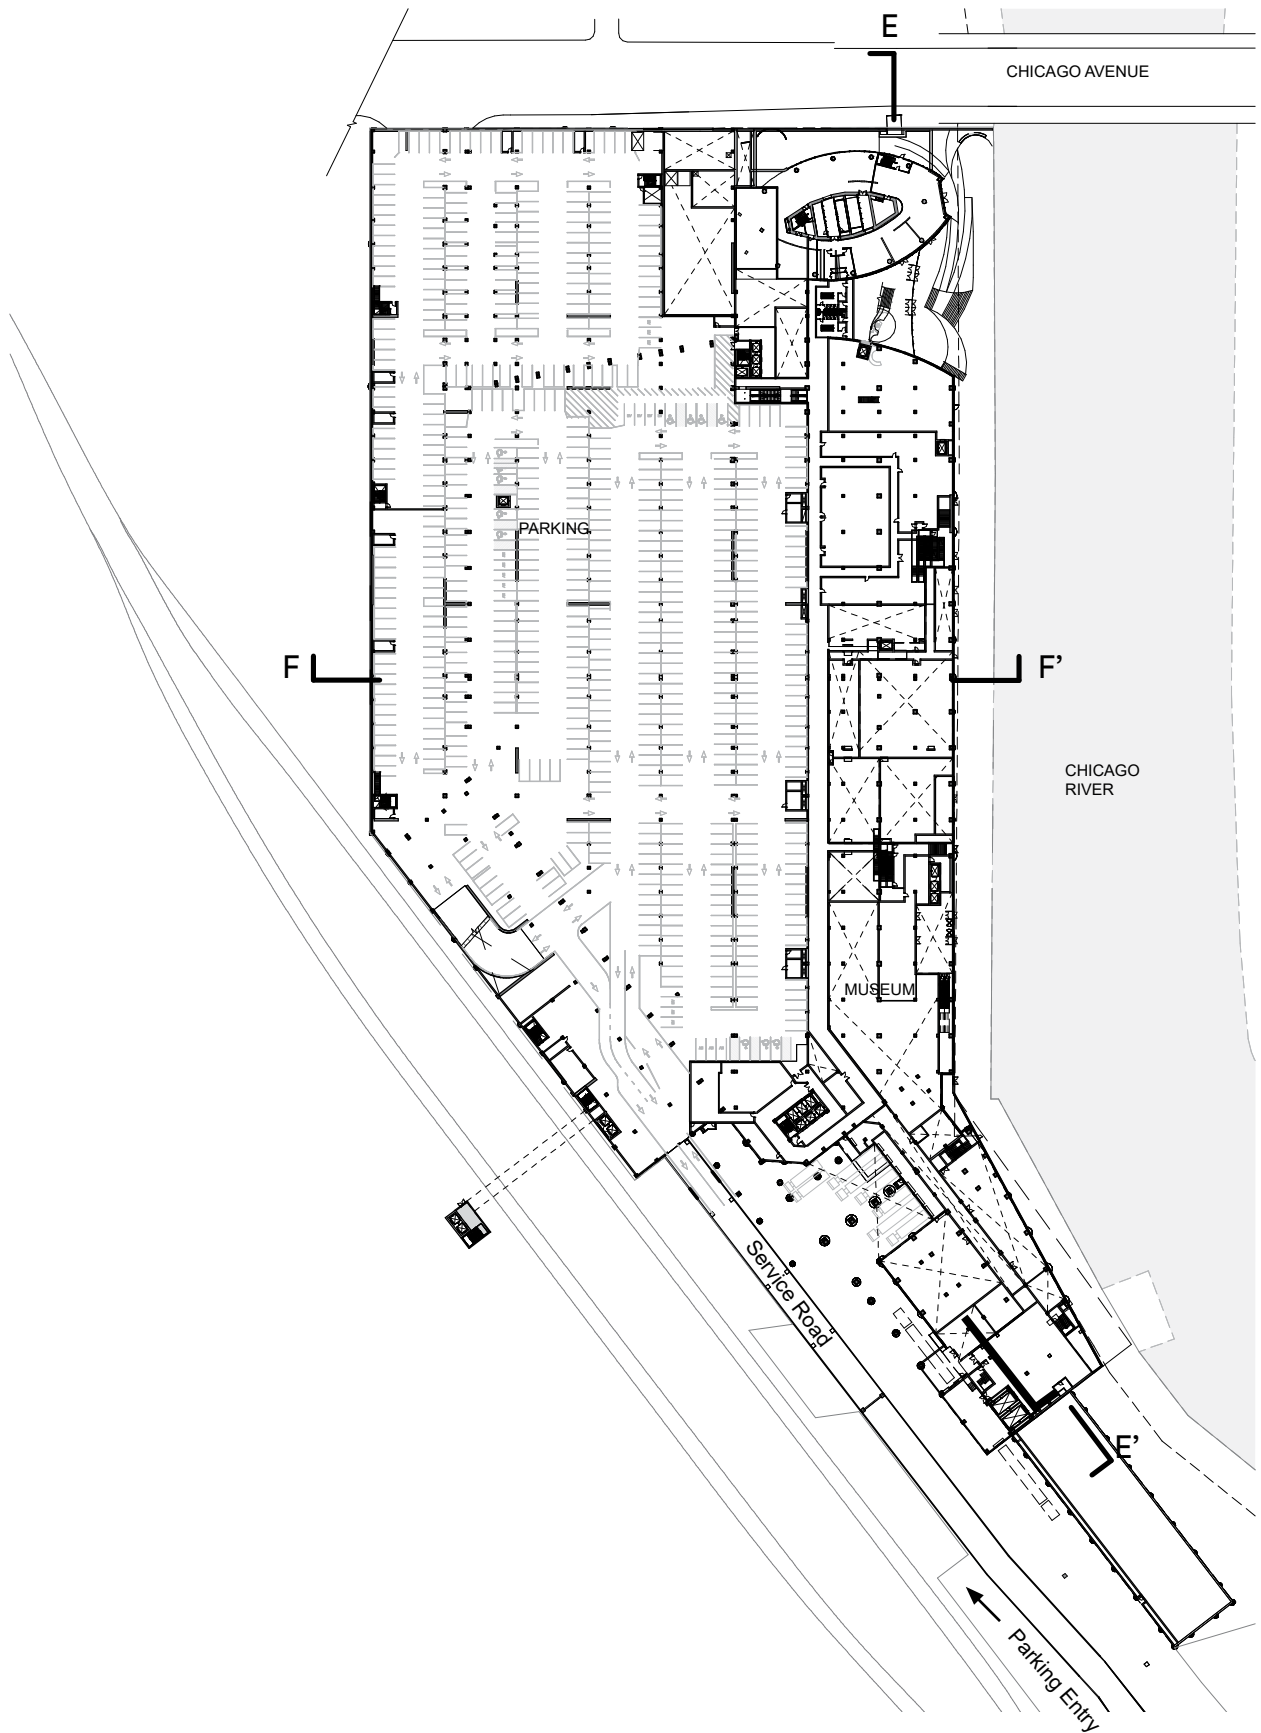 E
CHICAGO AVENUE
PARKING
F
F’
CHICAGO
RIVER
MUSEUM
Service Road
E’
Parking Entry